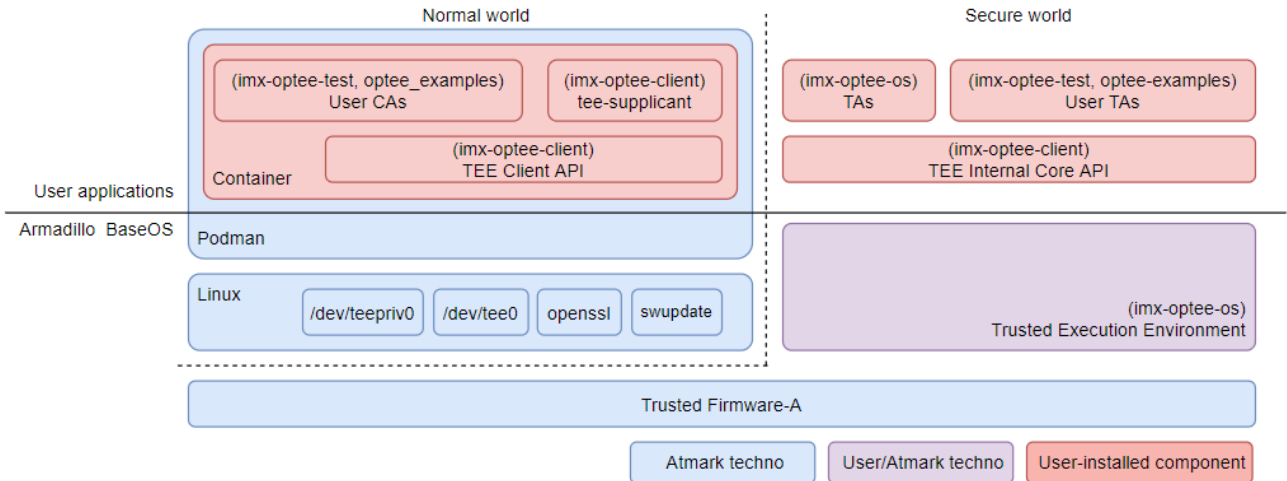 Normal world
Secure world
(imx-optee-test, optee_examples)
User CAs
(imx-optee-client)
tee-supplicant
(imx-optee-os)
TAs
(imx-optee-test, optee-examples)
User TAs
(imx-optee-client)
TEE Client API
(imx-optee-client)
TEE Internal Core API
Container
User applications
Armadillo BaseOS
Podman
Linux
/dev/teepriv0
/dev/tee0
openssl
swupdate
(imx-optee-os)
Trusted Execution Environment
Trusted Firmware-A
Atmark techno
User/Atmark techno
User-installed component